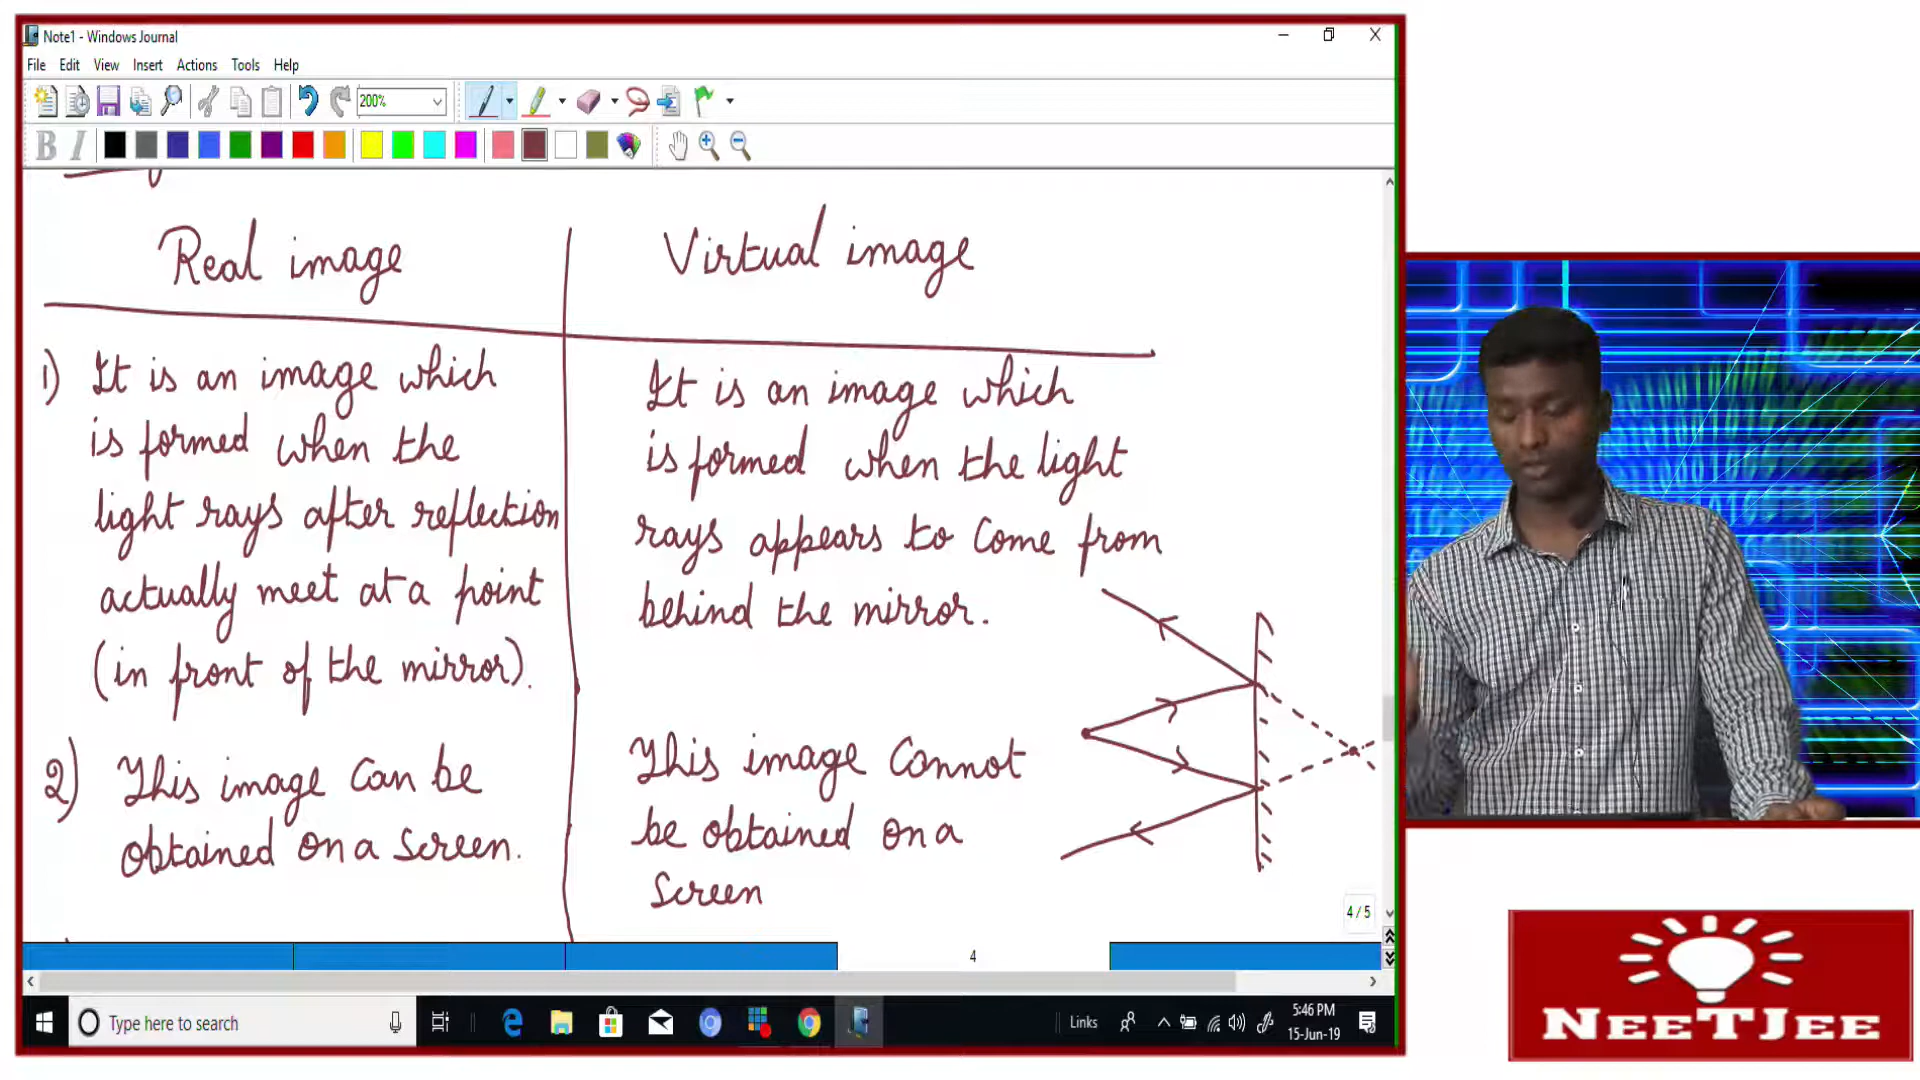 Note1 - Windows Journal
File Edit View Insert Actions Tools Help
200%
B I
Real image
Virtual image
1) It is an image which
is formed when the
light rays after reflection
actually meet at a point
(in front of the mirror).
It is an image which
is formed when the light
rays appears to come from
behind the mirror.
2) This image can be
obtained on a screen.
This image cannot
be obtained on a
screen
4 / 5
4
Type here to search
Links
5:46 PM
15-Jun-19
NEETJEE